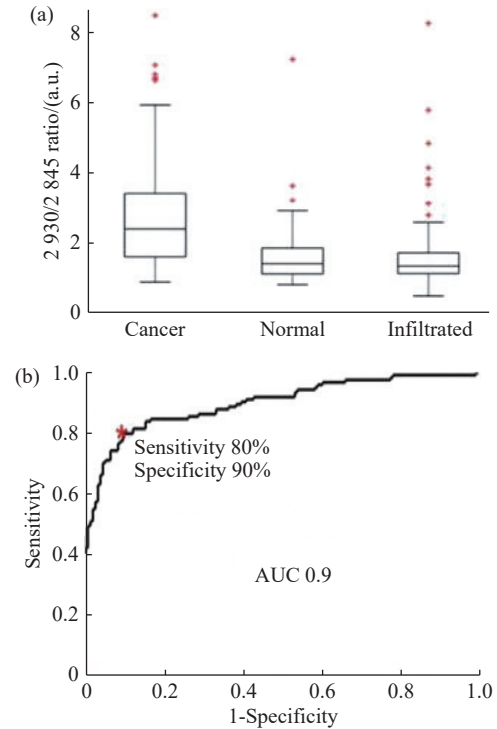 (a)
2 930/2 845 ratio/(a.u.)
8
6
4
2
0
Cancer Normal Infiltrated
(b)
1.0
0.8
0.6
0.4
0.2
0
Sensitivity
Sensitivity 80%
Specificity 90%
AUC 0.9
0 0.2 0.4 0.6 0.8 1.0
1-Specificity